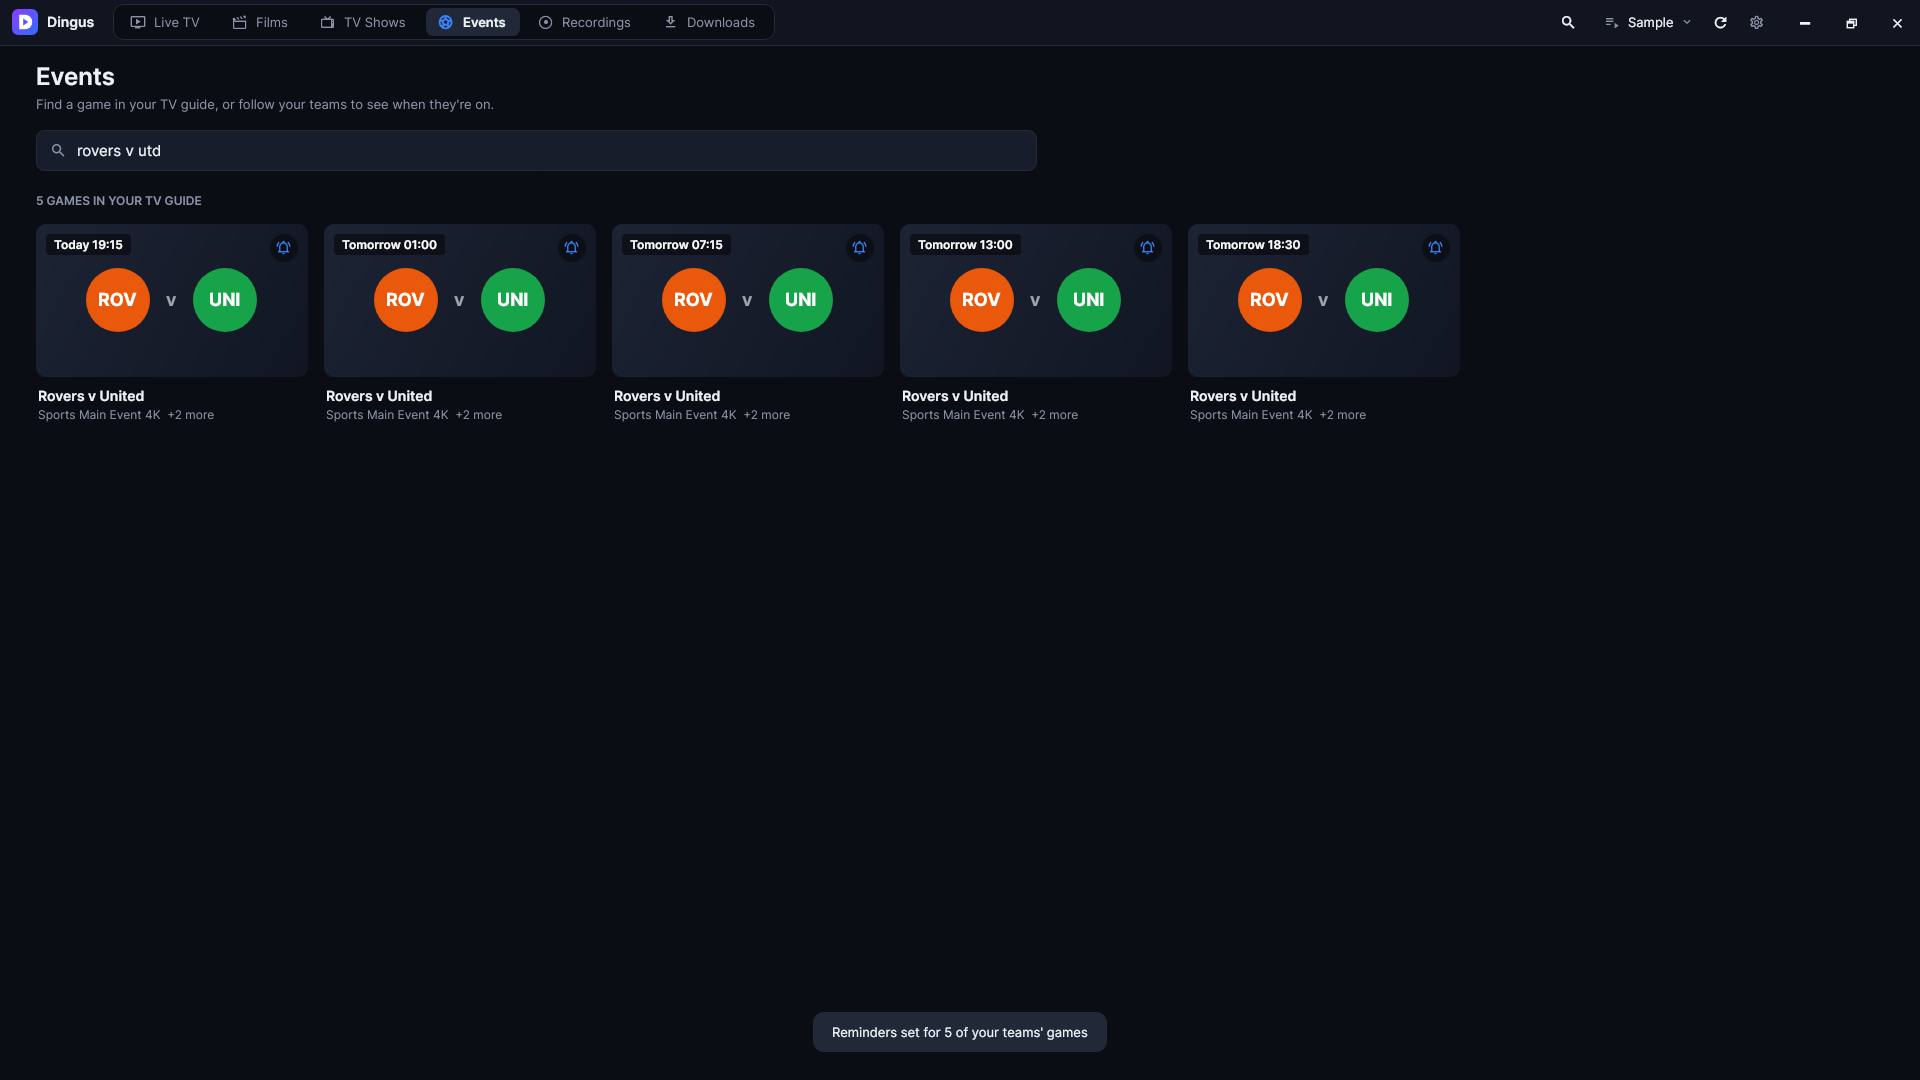 Dingus
Live TV
Films
TV Shows
Events
Recordings
Downloads
Sample
Events
Find a game in your TV guide, or follow your teams to see when they're on.
rovers v utd
5 GAMES IN YOUR TV GUIDE
Today 19:15
ROV v UNI
Rovers v United
Sports Main Event 4K +2 more
Tomorrow 01:00
ROV v UNI
Rovers v United
Sports Main Event 4K +2 more
Tomorrow 07:15
ROV v UNI
Rovers v United
Sports Main Event 4K +2 more
Tomorrow 13:00
ROV v UNI
Rovers v United
Sports Main Event 4K +2 more
Tomorrow 18:30
ROV v UNI
Rovers v United
Sports Main Event 4K +2 more
Reminders set for 5 of your teams' games